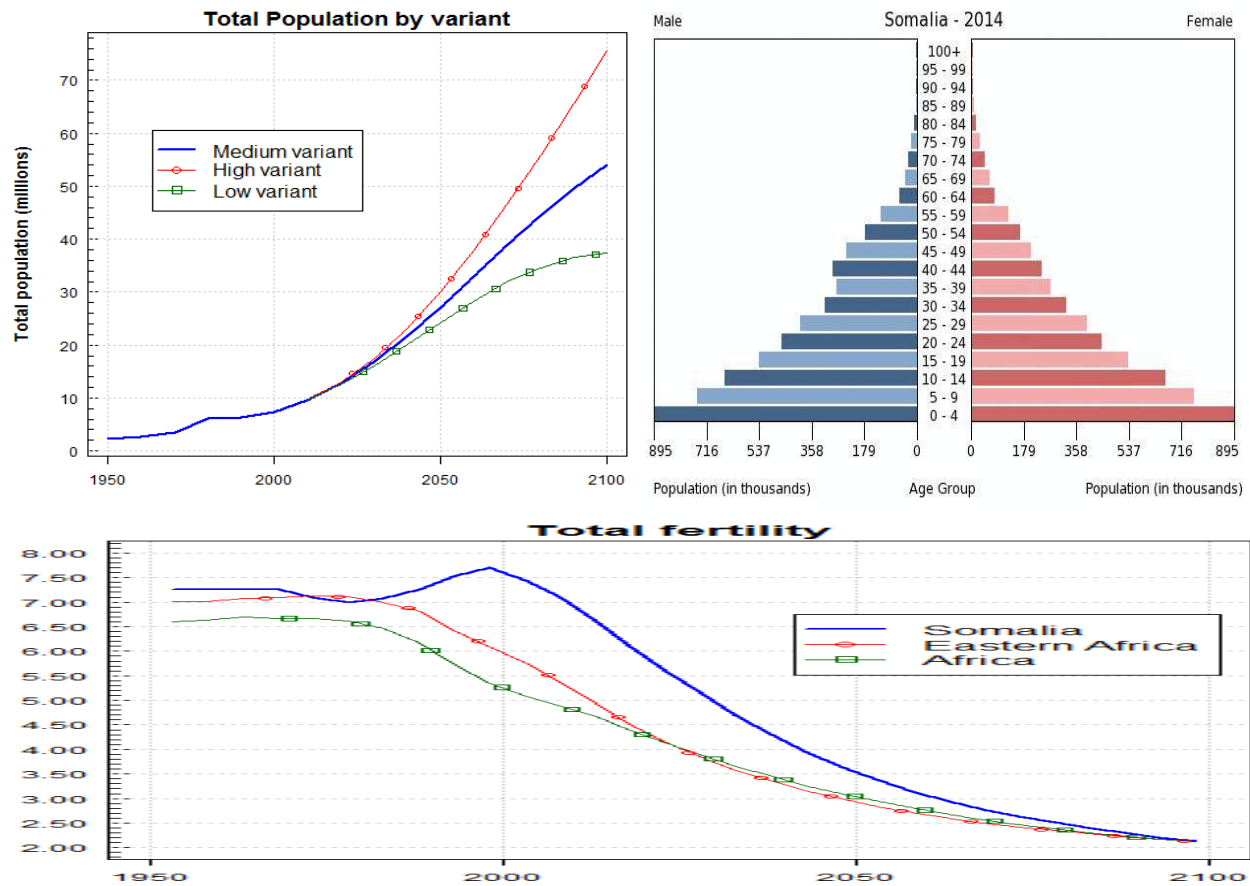 Total Population by variant
Total population (millions)
70
60
50
40
30
20
10
0
Medium variant
High variant
Low variant
1950 2000 2050 2100
Male Somalia - 2014 Female
100+
95 - 99
90 - 94
85 - 89
80 - 84
75 - 79
70 - 74
65 - 69
60 - 64
55 - 59
50 - 54
45 - 49
40 - 44
35 - 39
30 - 34
25 - 29
20 - 24
15 - 19
10 - 14
5 - 9
0 - 4
895 716 537 358 179 0 0 179 358 537 716 895
Population (in thousands) Age Group Population (in thousands)
Total fertility
8.00
7.50
7.00
6.50
6.00
5.50
5.00
4.50
4.00
3.50
3.00
2.50
2.00
Somalia
Eastern Africa
Africa
1950 2000 2050 2100